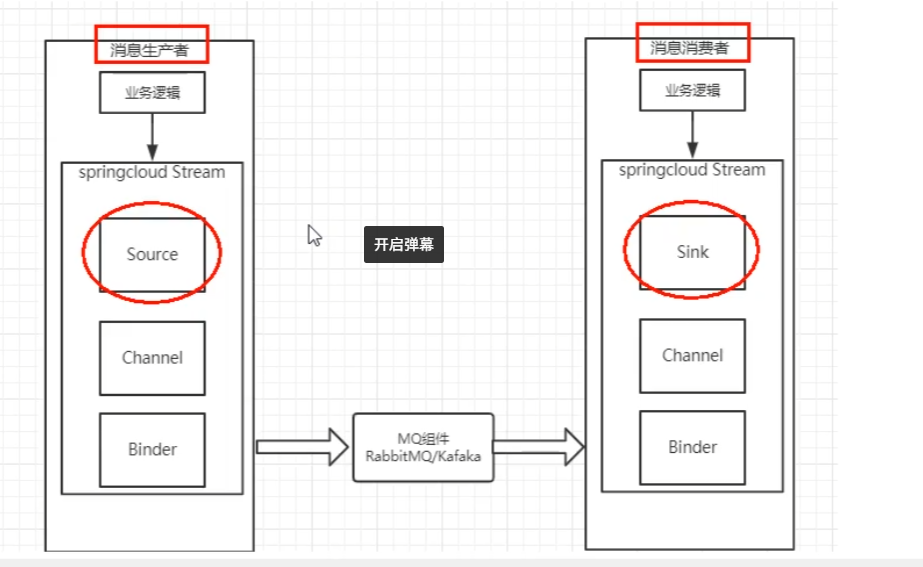 消息生产者
业务逻辑
springcloud Stream
Source
Channel
Binder
开启弹幕
MQ组件
RabbitMQ/Kafaka
消息消费者
业务逻辑
springcloud Stream
Sink
Channel
Binder